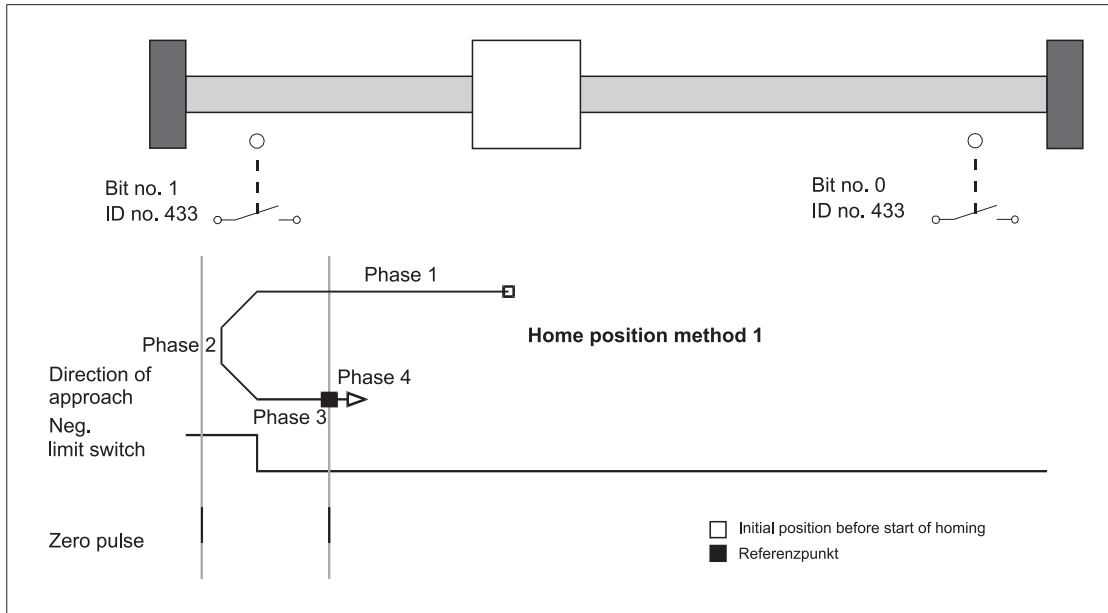 Bit no. 1
ID no. 433
Bit no. 0
ID no. 433
Phase 1
Home position method 1
Phase 2
Direction of
approach
Phase 4
Phase 3
Neg.
limit switch
Zero pulse
Initial position before start of homing
Referenzpunkt